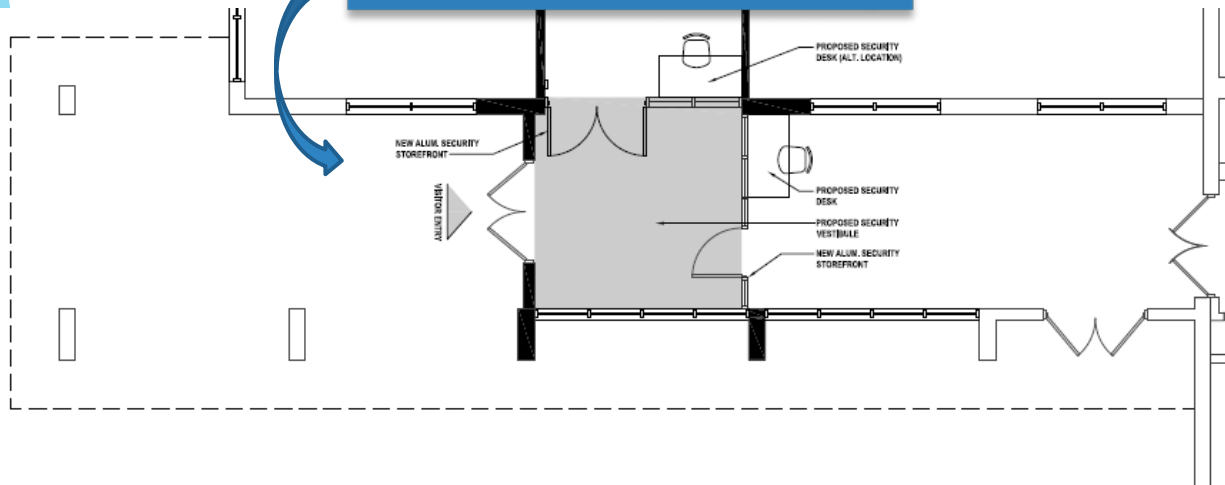 PROPOSED SECURITY
DESK (ALT. LOCATION)
NEW ALUM. SECURITY
STOREFRONT
VISITOR ENTRY
PROPOSED SECURITY
DESK
PROPOSED SECURITY
VESTIBULE
NEW ALUM. SECURITY
STOREFRONT